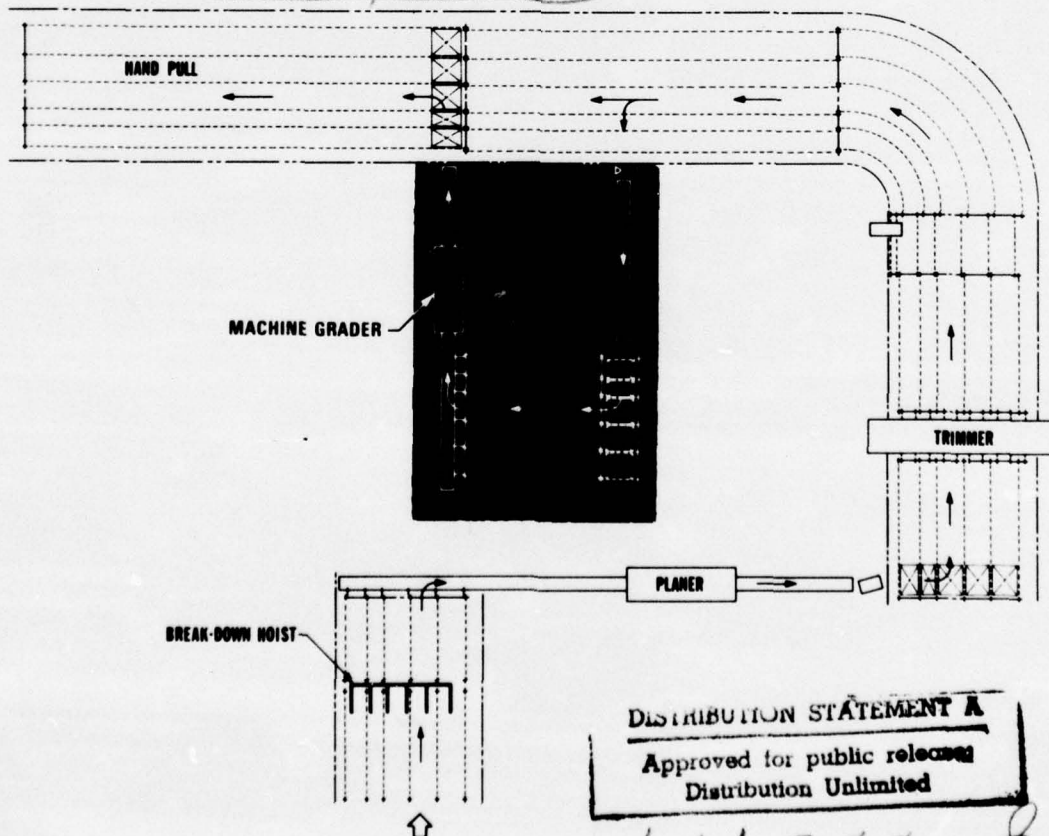 HAND PULL
MACHINE GRADER
TRIMMER
PLANER
BREAK-DOWN HOIST
DISTRIBUTION STATEMENT A
Approved for public release;
Distribution Unlimited